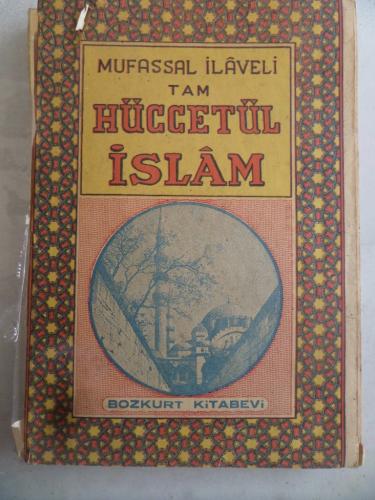 MUFASSAL İLÂVELİ
TAM
HÜCCETÜL
İSLÂM
BOZKURT KİTABEVİ